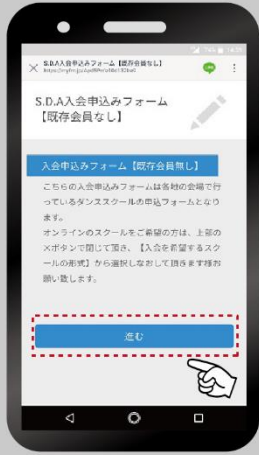 S.D.A入会申込みフォーム【既存会員なし】
S.D.A入会申込みフォーム
【既存会員なし】
入会申込みフォーム【既存会員無し】
こちらの入会申込みフォームは各地の会場で行
っているダンススクールの申込フォームとなり
ます。
オンラインのスクールをご希望の方は、上部の
×ボタンで閉じて頂き、【入会を希望するスク
ールの形式】から選択しなおして頂きます様お
願い致します。
進む